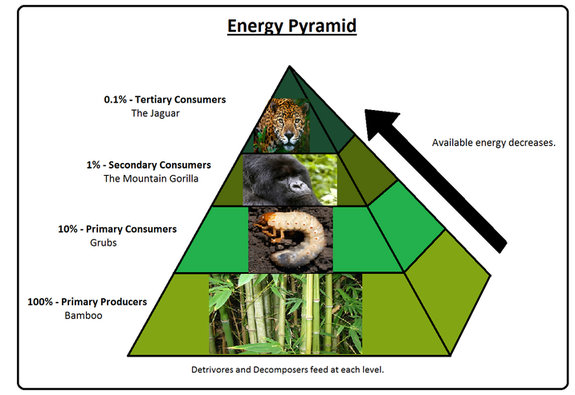 Energy Pyramid
0.1% - Tertiary Consumers
The Jaguar
Available energy decreases.
1% - Secondary Consumers
The Mountain Gorilla
10% - Primary Consumers
Grubs
100% - Primary Producers
Bamboo
Detrivores and Decomposers feed at each level.